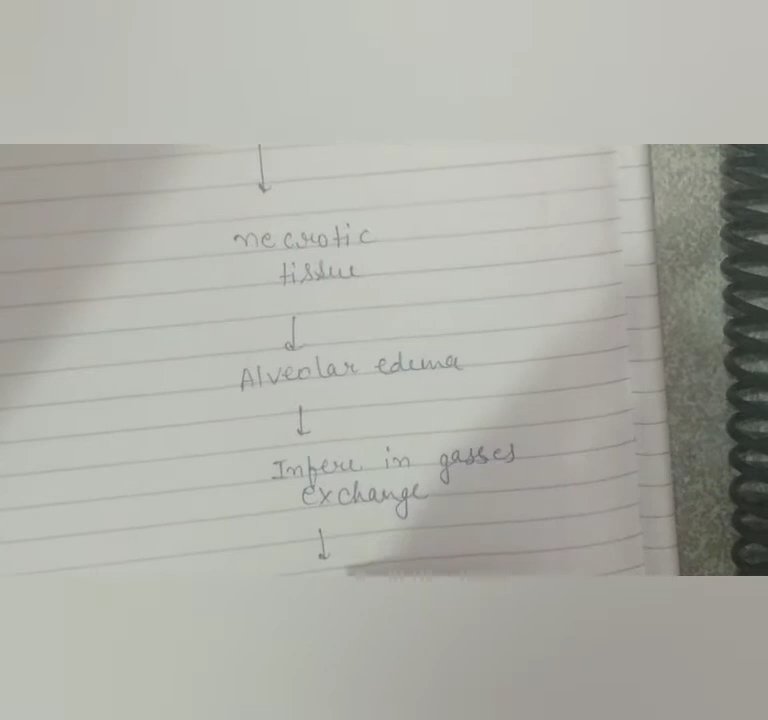 necrotic
tissue
Alveolar edema
Infere in gasses
exchange